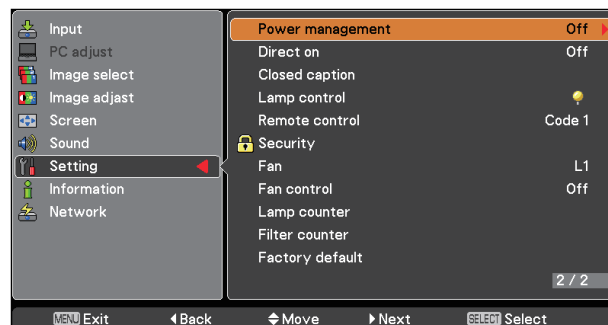 Input
PC adjust
Image select
Image adjast
Screen
Sound
Setting
Information
Network
Power management Off
Direct on Off
Closed caption
Lamp control
Remote control Code 1
Security
Fan L1
Fan control Off
Lamp counter
Filter counter
Factory default
2 / 2
MENU Exit Back Move Next SELECT Select